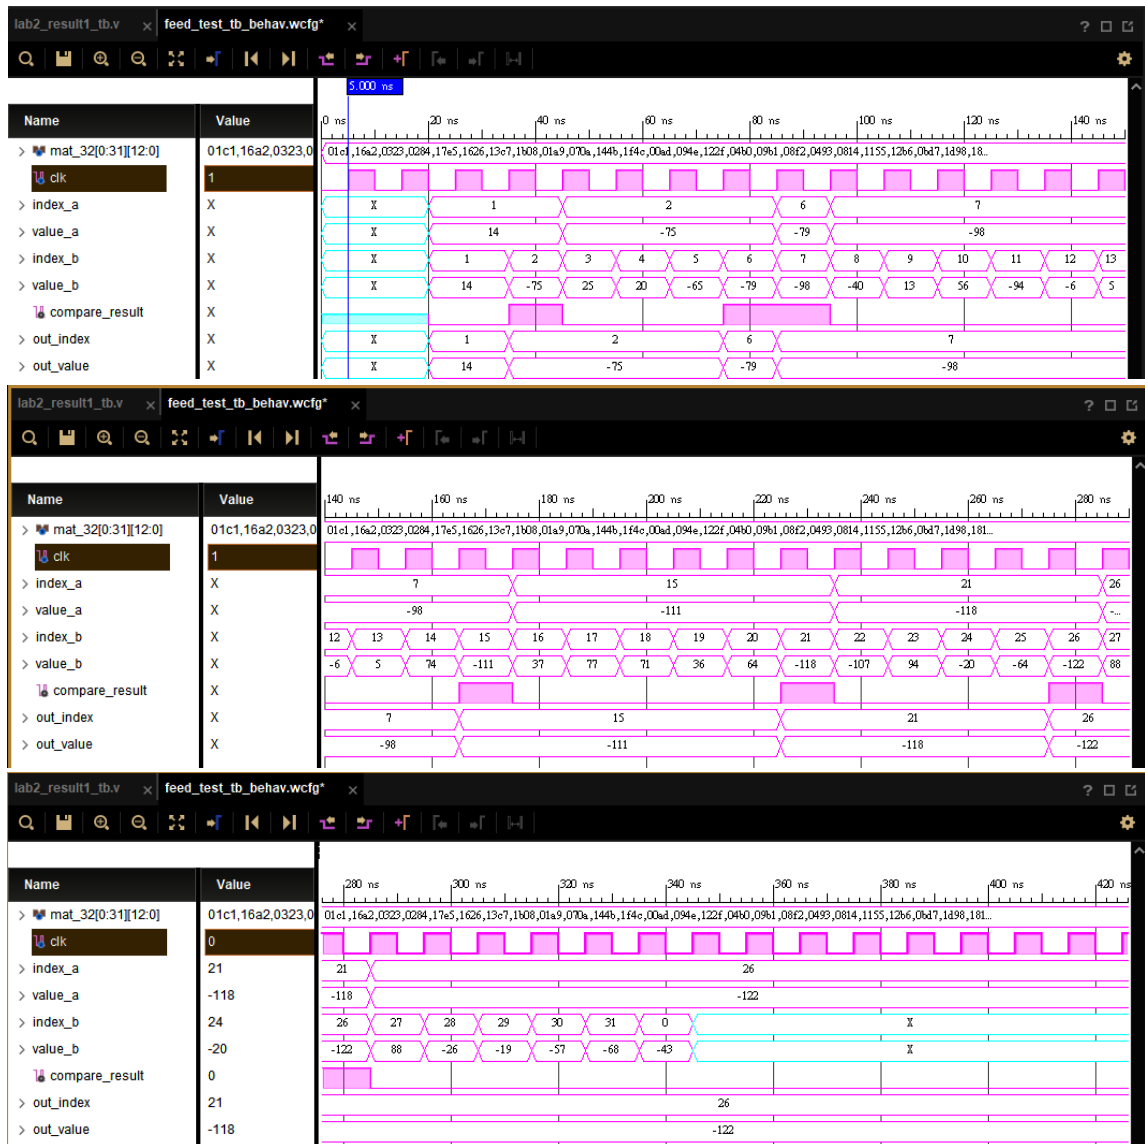 lab2_result1_tb.v × feed_test_tb_behav.wcfg* × ?
5.000 ns
Name Value 0 ns 20 ns 40 ns 60 ns 80 ns 100 ns 120 ns 140 ns
mat_32[0:31][12:0] 01c1,16a2,0323,0 01c1,16a2,0323,0284,17e5,1626,13c7,1b08,01a9,070a,144b,1f4c,00ad,094e,122f,04b0,09b1,08f2,0493,0814,1155,12b6,0bd7,1d98,18...
clk 1
index_a X X 1 2 6 7
value_a X X 14 -75 -79 -98
index_b X X 1 2 3 4 5 6 7 8 9 10 11 12 13
value_b X X 14 -75 25 20 -65 -79 -98 -40 13 56 -94 -6 5
compare_result X
out_index X X 1 2 6 7
out_value X X 14 -75 -79 -98
lab2_result1_tb.v × feed_test_tb_behav.wcfg* × ?
Name Value 140 ns 160 ns 180 ns 200 ns 220 ns 240 ns 260 ns 280 ns
mat_32[0:31][12:0] 01c1,16a2,0323,0 01c1,16a2,0323,0284,17e5,1626,13c7,1b08,01a9,070a,144b,1f4c,00ad,094e,122f,04b0,09b1,08f2,0493,0814,1155,12b6,0bd7,1d98,181...
clk 1
index_a X 7 15 21 26
value_a X -98 -111 -118 -...
index_b X 12 13 14 15 16 17 18 19 20 21 22 23 24 25 26 27
value_b X -6 5 74 -111 37 77 71 36 64 -118 -107 94 -20 -64 -122 88
compare_result X
out_index X 7 15 21 26
out_value X -98 -111 -118 -122
lab2_result1_tb.v × feed_test_tb_behav.wcfg* × ?
Name Value 280 ns 300 ns 320 ns 340 ns 360 ns 380 ns 400 ns 420 ns
mat_32[0:31][12:0] 01c1,16a2,0323,0 01c1,16a2,0323,0284,17e5,1626,13c7,1b08,01a9,070a,144b,1f4c,00ad,094e,122f,04b0,09b1,08f2,0493,0814,1155,12b6,0bd7,1d98,181...
clk 0
index_a 21 21 26
value_a -118 -118 -122
index_b 24 26 27 28 29 30 31 0 X
value_b -20 -122 88 -26 -19 -57 -68 -43 X
compare_result 0
out_index 21 26
out_value -118 -122